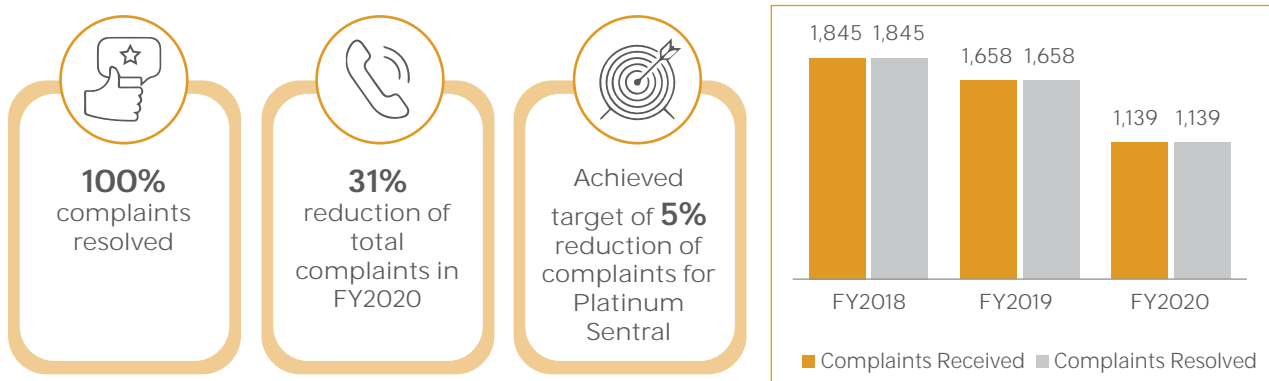 100%
complaints
resolved
31%
reduction of
total
complaints in
FY2020
Achieved
target of 5%
reduction of
complaints for
Platinum
Sentral
1,845 1,845
1,658 1,658
1,139 1,139
FY2018 FY2019 FY2020
Complaints Received Complaints Resolved